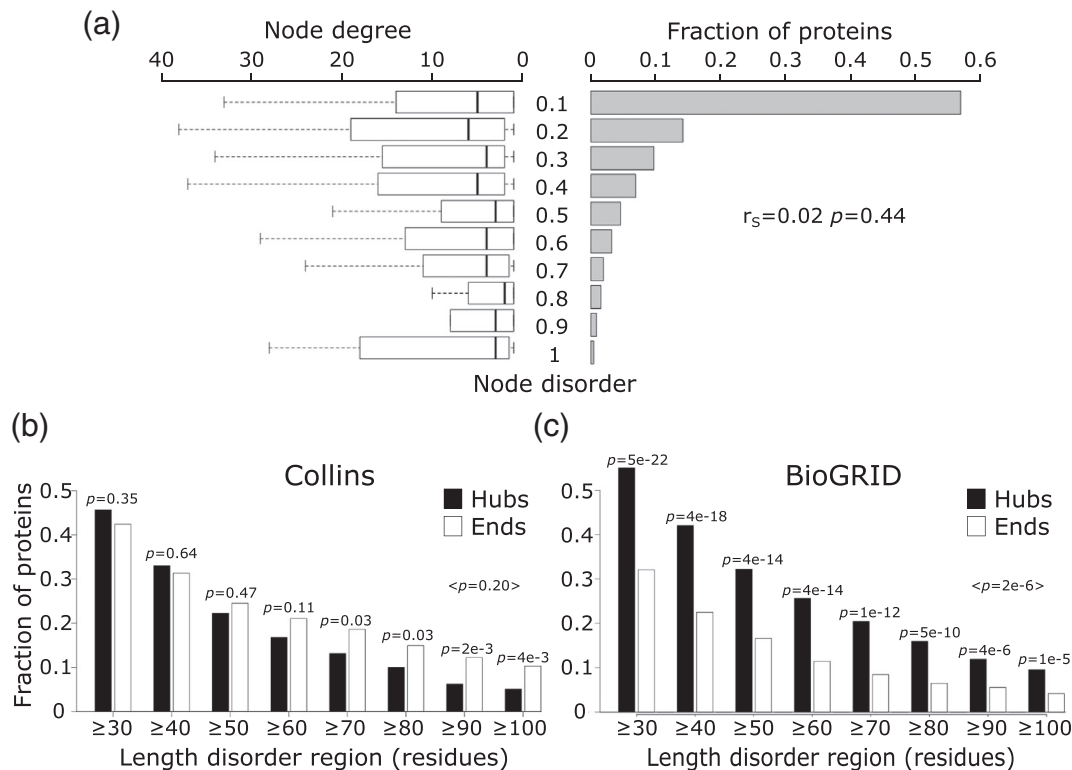 (a)
Node degree
Fraction of proteins
40 30 20 10 0
0 0.1 0.2 0.3 0.4 0.5 0.6
0.1
0.2
0.3
0.4
0.5
0.6
0.7
0.8
0.9
1
rS=0.02 p=0.44
Node disorder
(b)
Collins
Hubs
Ends
Fraction of proteins
0.5
0.4
0.3
0.2
0.1
0
p=0.35
p=0.64
p=0.47
p=0.11
p=0.03
p=0.03
p=2e-3
p=4e-3
<p=0.20>
≥30 ≥40 ≥50 ≥60 ≥70 ≥80 ≥90 ≥100
Length disorder region (residues)
(c)
BioGRID
Hubs
Ends
0.5
0.4
0.3
0.2
0.1
0
p=5e-22
p=4e-18
p=4e-14
p=4e-14
p=1e-12
p=5e-10
p=4e-6
p=1e-5
<p=2e-6>
≥30 ≥40 ≥50 ≥60 ≥70 ≥80 ≥90 ≥100
Length disorder region (residues)